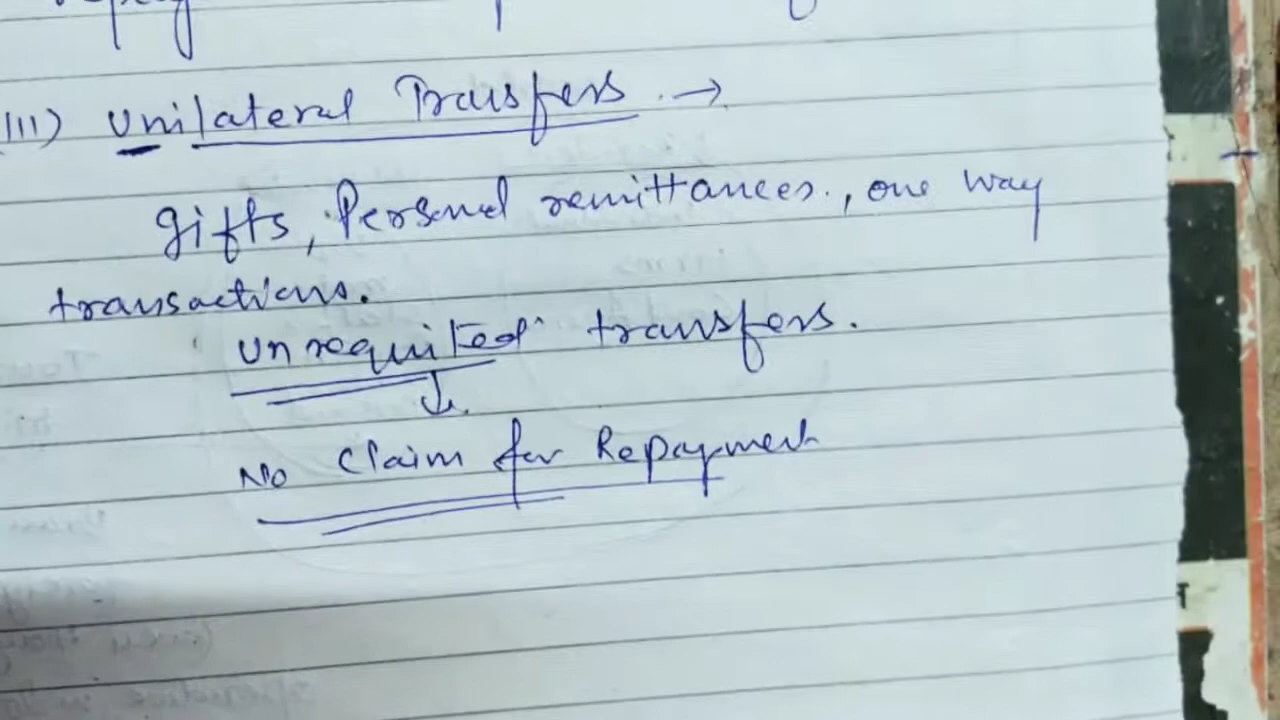 (III) Unilateral Transfers. →
gifts, Personal remittances., one way
transactions.
unrequited transfers.
↓
No Claim for Repayment